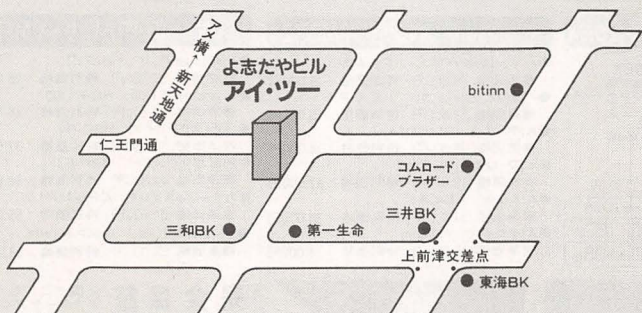 アメ横、新天地通
よ志だやビル
アイ・ツー
bitinn
仁王門通
コムロード
プラザー
三和BK
第一生命
三井BK
上前津交差点
東海BK